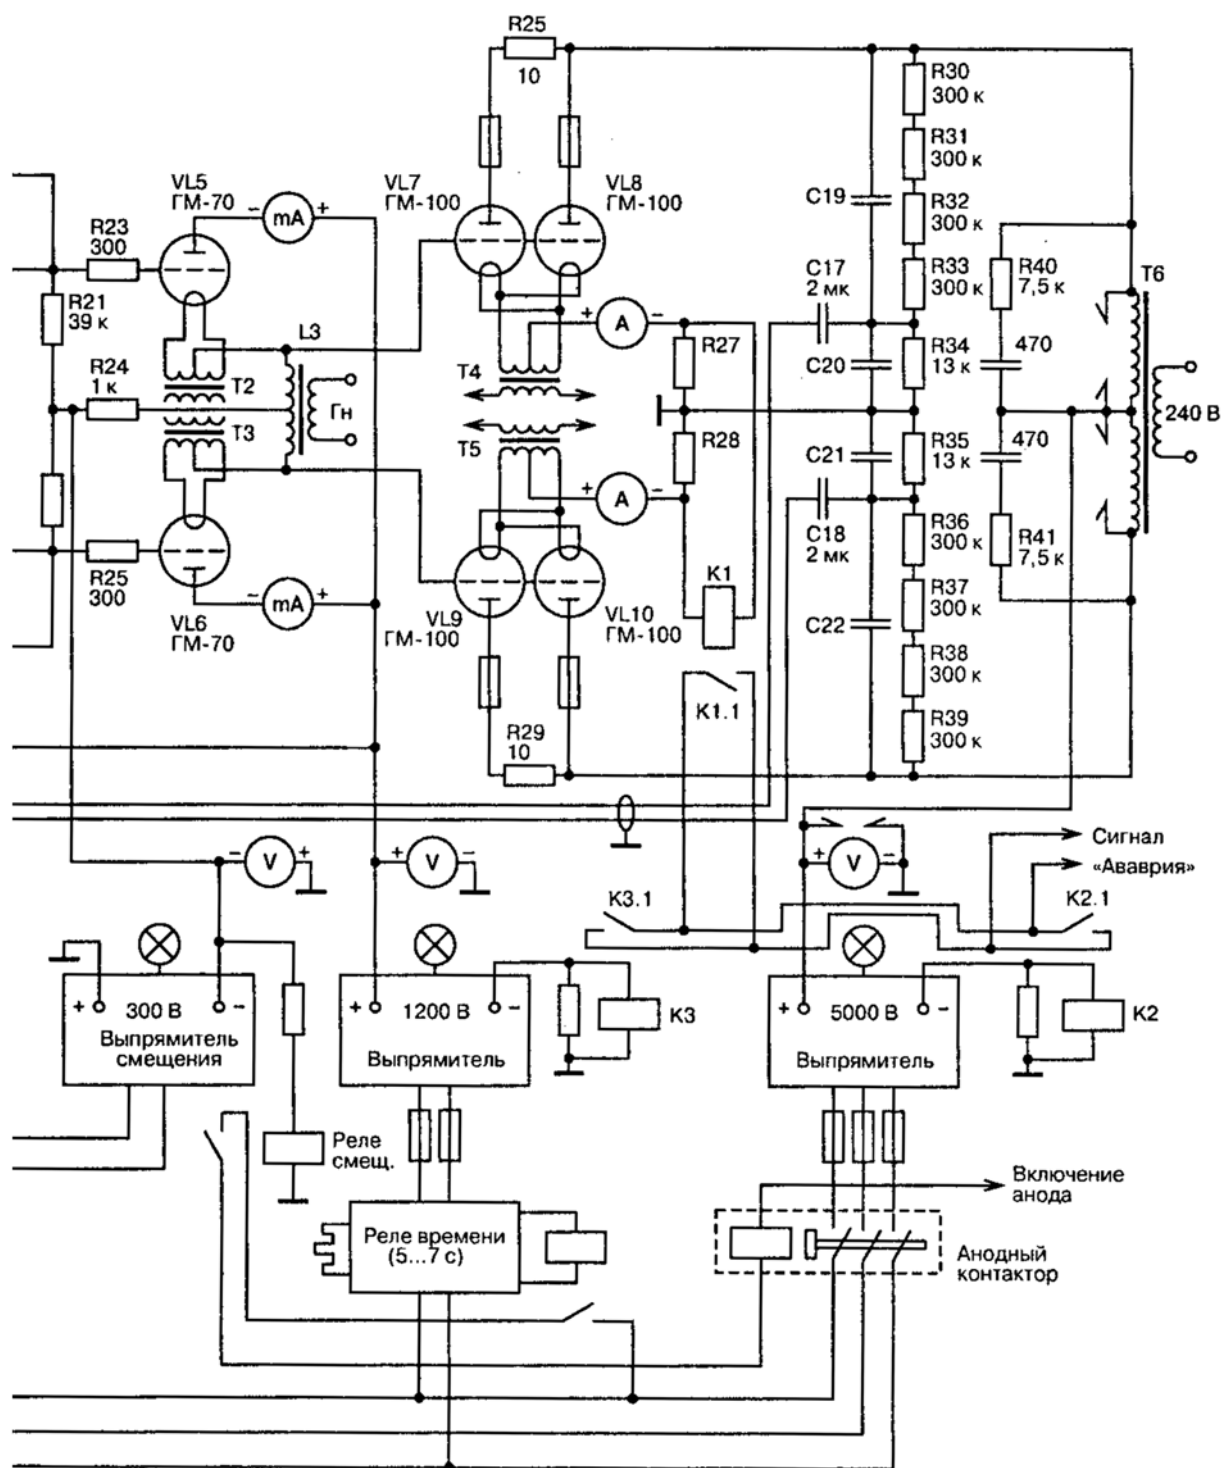 R25
10
R30
300 к
R31
300 к
VL5
ГМ-70
VL7
ГМ-100
VL8
ГМ-100
C19
R32
300 к
R23
300
mA
C17
2 мк
R33
300 к
R40
7,5 к
T6
R21
39 к
L3
A
R27
R34
13 к
470
R24
1 к
T2
Гн
T4
C20
240 В
T3
T5
R28
C21
R35
13 к
470
A
C18
2 мк
R36
300 к
R41
7,5 к
R25
300
K1
R37
300 к
VL6
ГМ-70
mA
VL9
ГМ-100
VL10
ГМ-100
C22
R38
300 к
K1.1
R39
300 к
R29
10
Сигнал
«Ававрия»
V
V
V
K3.1
K2.1
+ 300 В −
Выпрямитель
смещения
+ 1200 В −
Выпрямитель
K3
+ 5000 В −
Выпрямитель
K2
Реле
смещ.
Включение
анода
Реле времени
(5...7 с)
Анодный
контактор